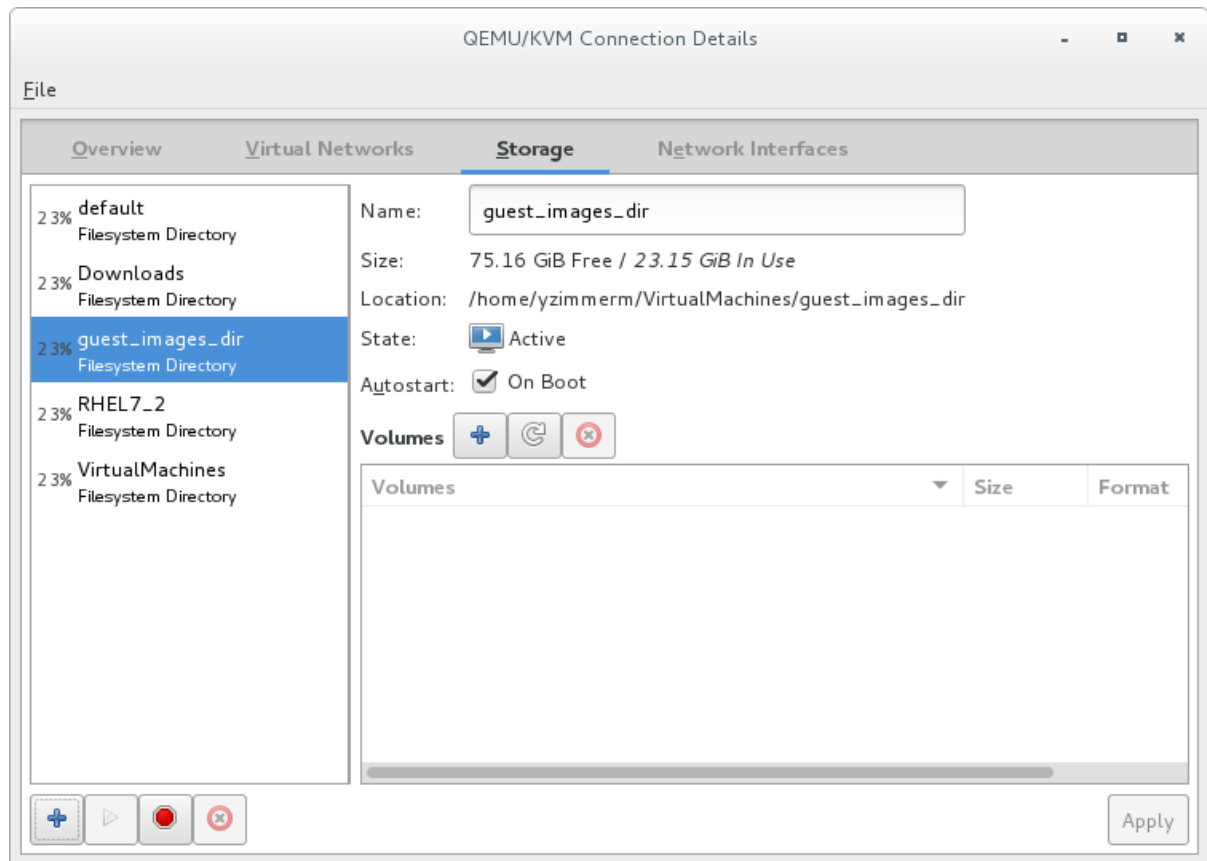 QEMU/KVM Connection Details
File
Overview Virtual Networks Storage Network Interfaces
23% default
Filesystem Directory
23% Downloads
Filesystem Directory
23% guest_images_dir
Filesystem Directory
23% RHEL7_2
Filesystem Directory
23% VirtualMachines
Filesystem Directory
Name: guest_images_dir
Size: 75.16 GiB Free / 23.15 GiB In Use
Location: /home/yzimmerm/VirtualMachines/guest_images_dir
State: Active
Autostart: On Boot
Volumes
Volumes Size Format
Apply